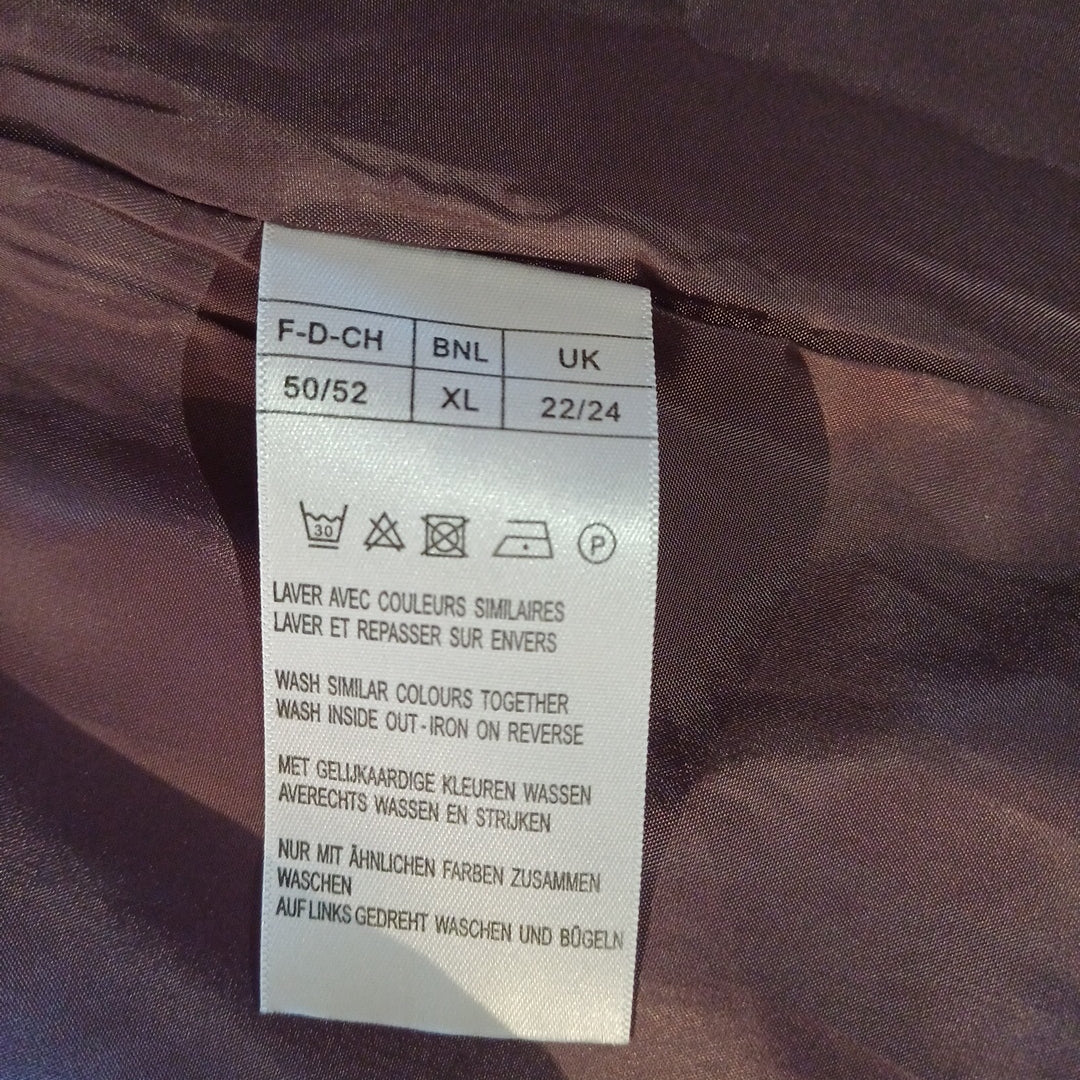 F-D-CH BNL UK
50/52 XL 22/24
30 P
LAVER AVEC COULEURS SIMILAIRES
LAVER ET REPASSER SUR ENVERS
WASH SIMILAR COLOURS TOGETHER
WASH INSIDE OUT-IRON ON REVERSE
MET GELIJKAARDIGE KLEUREN WASSEN
AVERECHTS WASSEN EN STRIJKEN
NUR MIT ÄHNLICHEN FARBEN ZUSAMMEN
WASCHEN
AUF LINKS GEDREHT WASCHEN UND BÜGELN